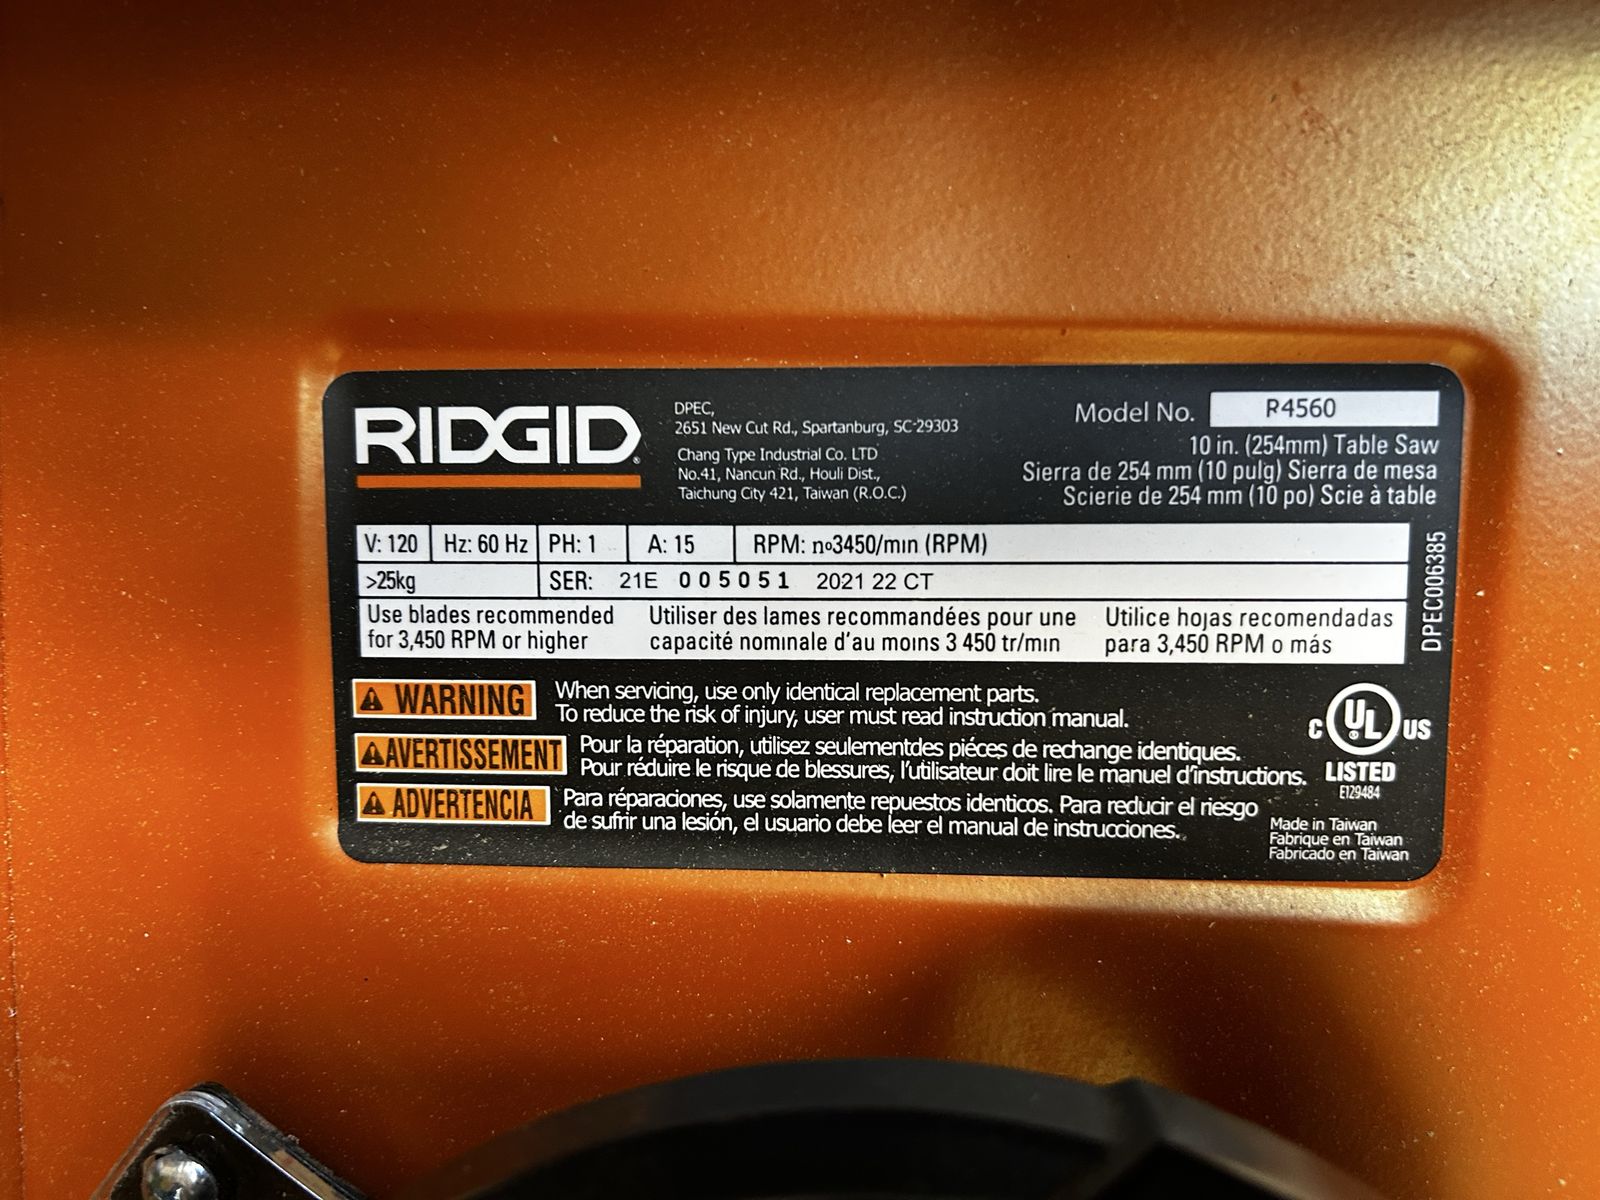 RIDGID
DPEC,
2651 New Cut Rd., Spartanburg, SC-29303
Chang Type Industrial Co. LTD
No.41, Nancun Rd., Houli Dist.,
Taichung City 421, Taiwan (R.O.C.)
Model No. R4560
10 in. (254mm) Table Saw
Sierra de 254 mm (10 pulg) Sierra de mesa
Scierie de 254 mm (10 po) Scie à table
V: 120 Hz: 60 Hz PH: 1 A: 15 RPM: nº3450/min (RPM)
>25kg SER: 21E 005051 2021 22 CT
Use blades recommended
for 3,450 RPM or higher
Utiliser des lames recommandées pour une
capacité nominale d'au moins 3 450 tr/min
Utilice hojas recomendadas
para 3,450 RPM o más
DPEC006385
WARNING
When servicing, use only identical replacement parts.
To reduce the risk of injury, user must read instruction manual.
AVERTISSEMENT
Pour la réparation, utilisez seulementdes piéces de rechange identiques.
Pour réduire le risque de blessures, l'utilisateur doit lire le manuel d'instructions.
ADVERTENCIA
Para réparaciones, use solamente repuestos identicos. Para reducir el riesgo
de sufrir una lesión, el usuario debe leer el manual de instrucciones.
C UL US
LISTED
E129484
Made in Taiwan
Fabrique en Taiwan
Fabricado en Taiwan